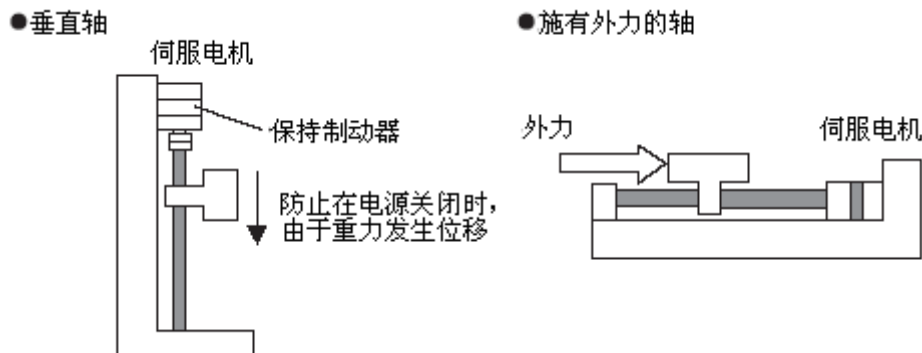 ●垂直轴
伺服电机
保持制动器
防止在电源关闭时，
由于重力发生位移
●施有外力的轴
外力
伺服电机